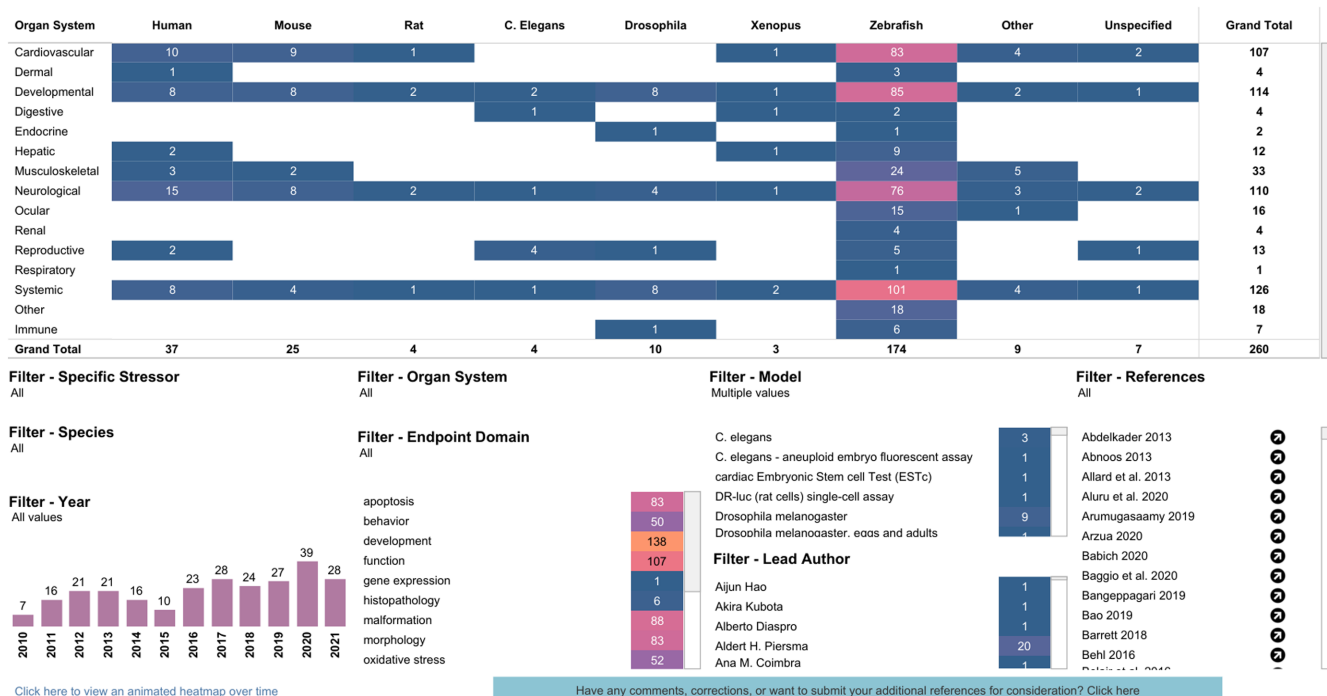 Organ System Human Mouse Rat C. Elegans Drosophila Xenopus Zebrafish Other Unspecified Grand Total
Cardiovascular 10 9 1 1 83 4 2 107
Dermal 1 3 4
Developmental 8 8 2 2 8 1 85 2 1 114
Digestive 1 1 2 4
Endocrine 1 1 2
Hepatic 2 1 9 12
Musculoskeletal 3 2 24 5 33
Neurological 15 8 2 1 4 1 76 3 2 110
Ocular 15 1 16
Renal 4 4
Reproductive 2 4 1 5 1 13
Respiratory 1 1
Systemic 8 4 1 1 8 2 101 4 1 126
Other 18 18
Immune 1 6 7
Grand Total 37 25 4 4 10 3 174 9 7 260
Filter - Specific Stressor
All
Filter - Species
All
Filter - Year
All values
7 16 21 21 16 10 23 28 24 27 39 28
2010 2011 2012 2013 2014 2015 2016 2017 2018 2019 2020 2021
Click here to view an animated heatmap over time
Filter - Organ System
All
Filter - Endpoint Domain
All
apoptosis 83
behavior 50
development 138
function 107
gene expression 1
histopathology 6
malformation 88
morphology 83
oxidative stress 52
Filter - Model
Multiple values
C. elegans 3
C. elegans - aneuploid embryo fluorescent assay 1
cardiac Embryonic Stem cell Test (ESTc) 1
DR-luc (rat cells) single-cell assay 1
Drosophila melanogaster 9
Drosophila melanogaster, eggs and adults 1
Filter - Lead Author
Aijun Hao 1
Akira Kubota 1
Alberto Diaspro 1
Aldert H. Piersma 20
Ana M. Coimbra 1
Filter - References
All
Abdelkader 2013
Abnoos 2013
Allard et al. 2013
Aluru et al. 2020
Arumugasaamy 2019
Arzua 2020
Babich 2020
Baggio et al. 2020
Bangeppagari 2019
Bao 2019
Barrett 2018
Behl 2016
Have any comments, corrections, or want to submit your additional references for consideration? Click here